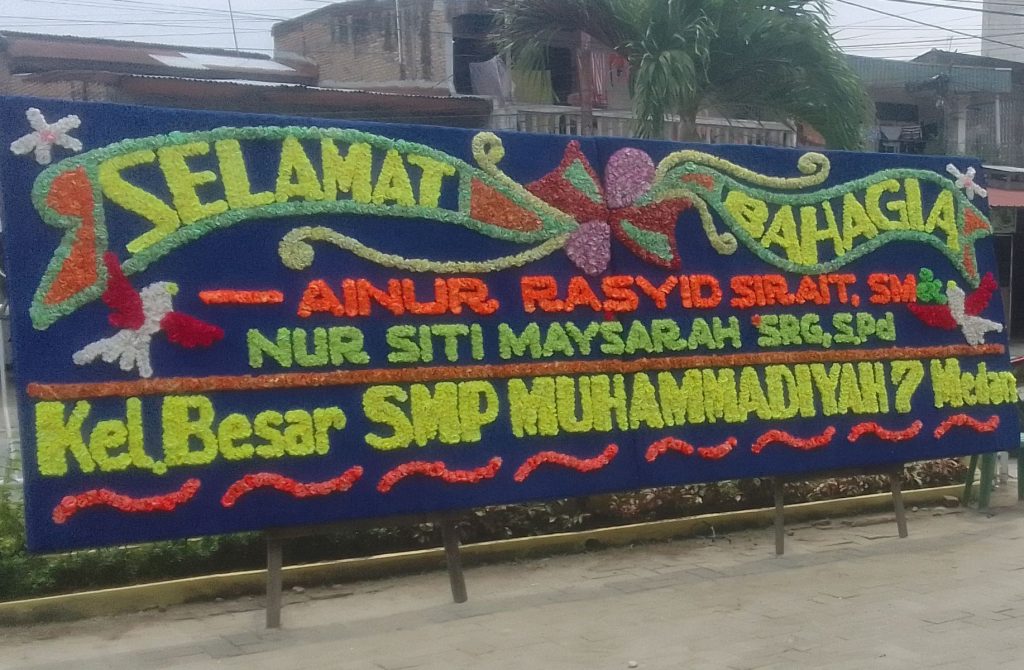 SELAMAT BAHAGIA
AINUR RASYID SIRAIT, SM
NUR SITI MAYSARAH SRG, S.Pd
Kel. Besar SMP MUHAMMADIYAH 7 Medan